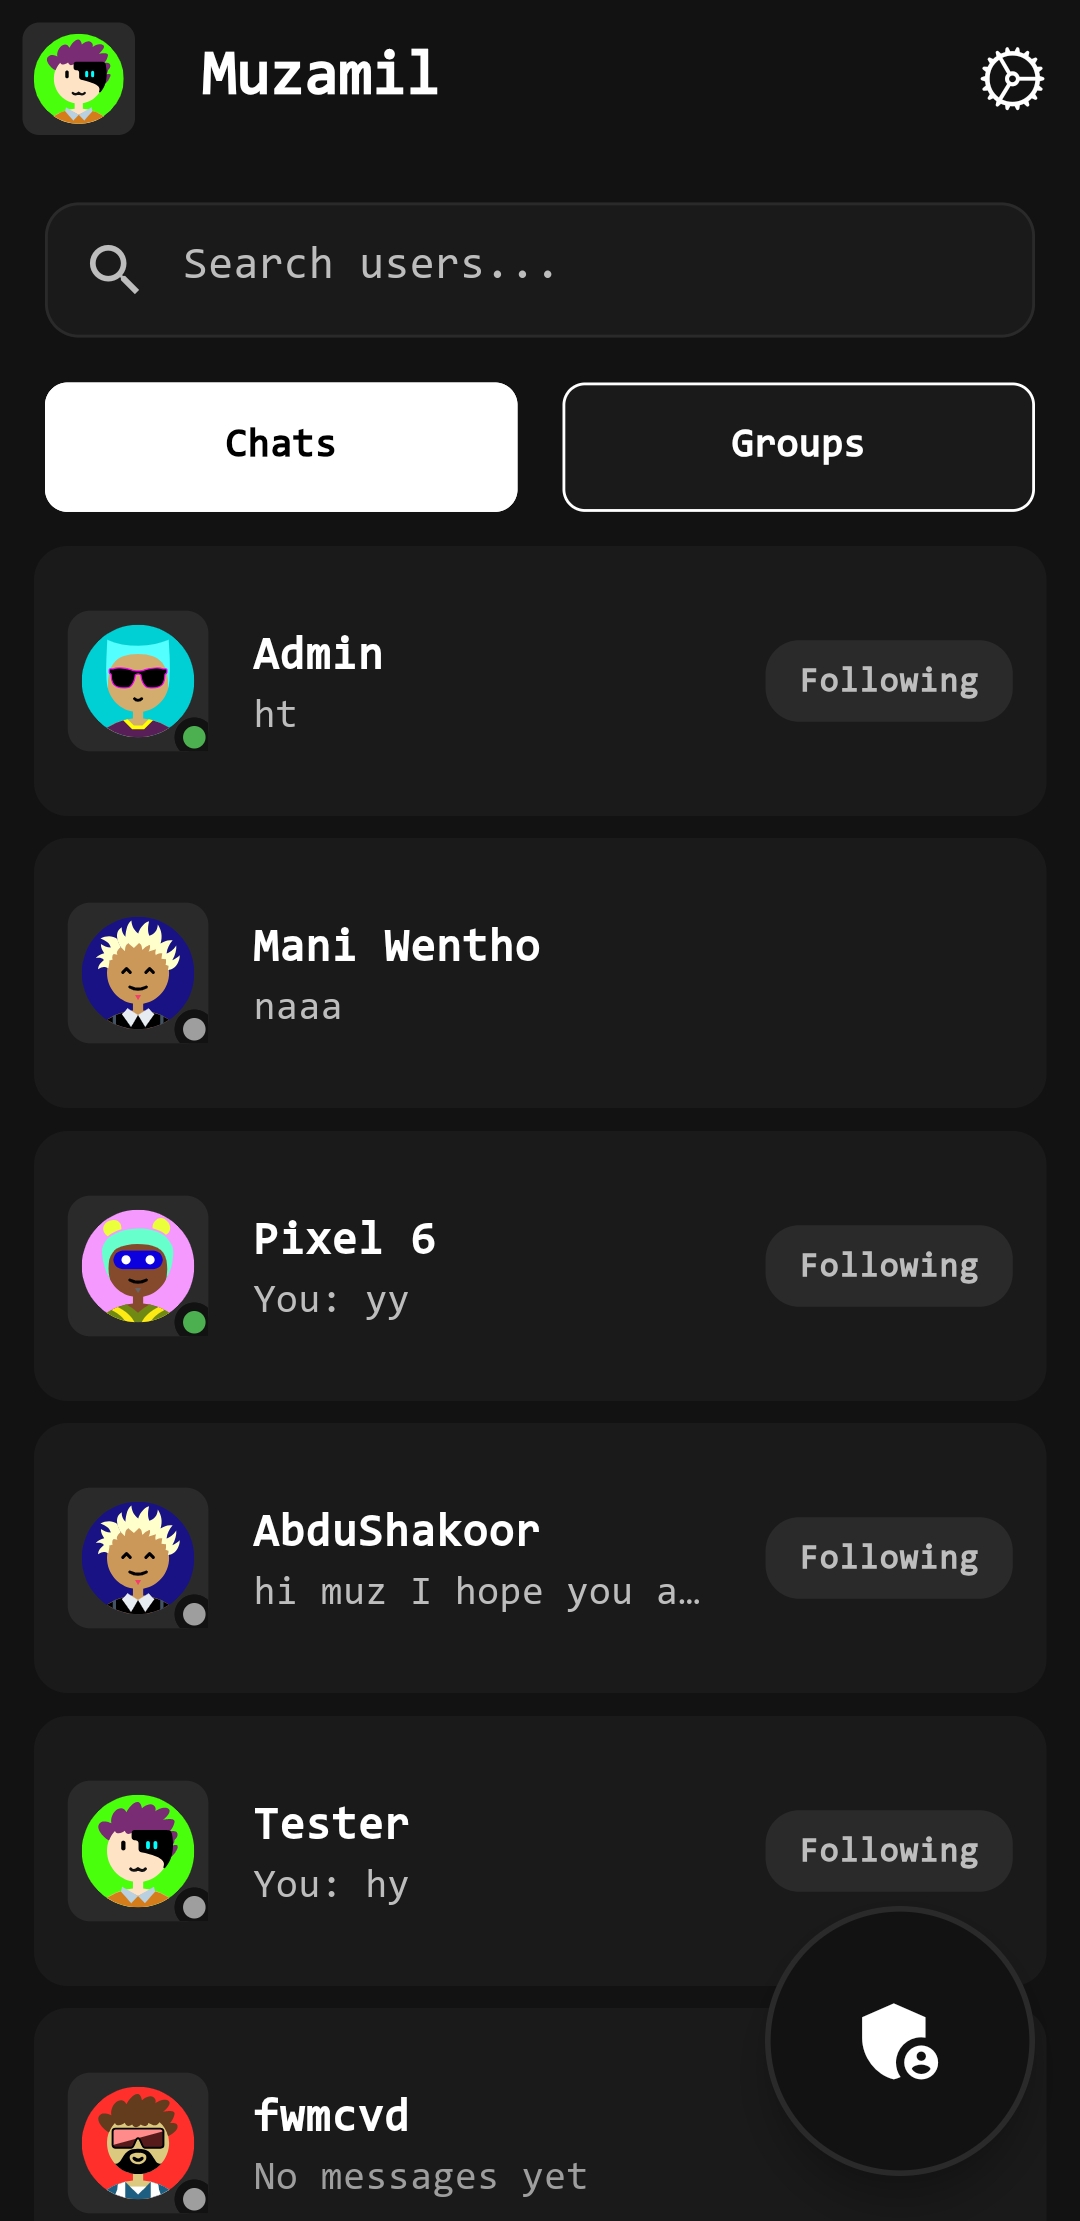 Muzamil
Search users...
Chats
Groups
Admin
ht
Following
Mani Wentho
naaa
Pixel 6
You: yy
Following
AbduShakoor
hi muz I hope you a…
Following
Tester
You: hy
Following
fwmcvd
No messages yet